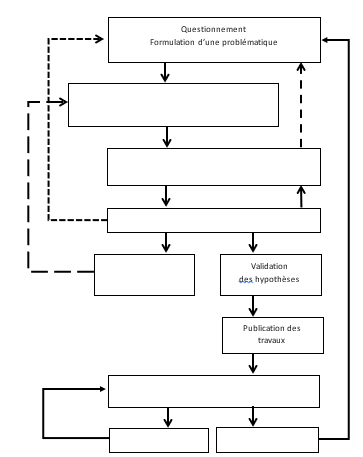 Questionnement
Formulation d'une problématique
Validation
des hypothèses
Publication des
travaux